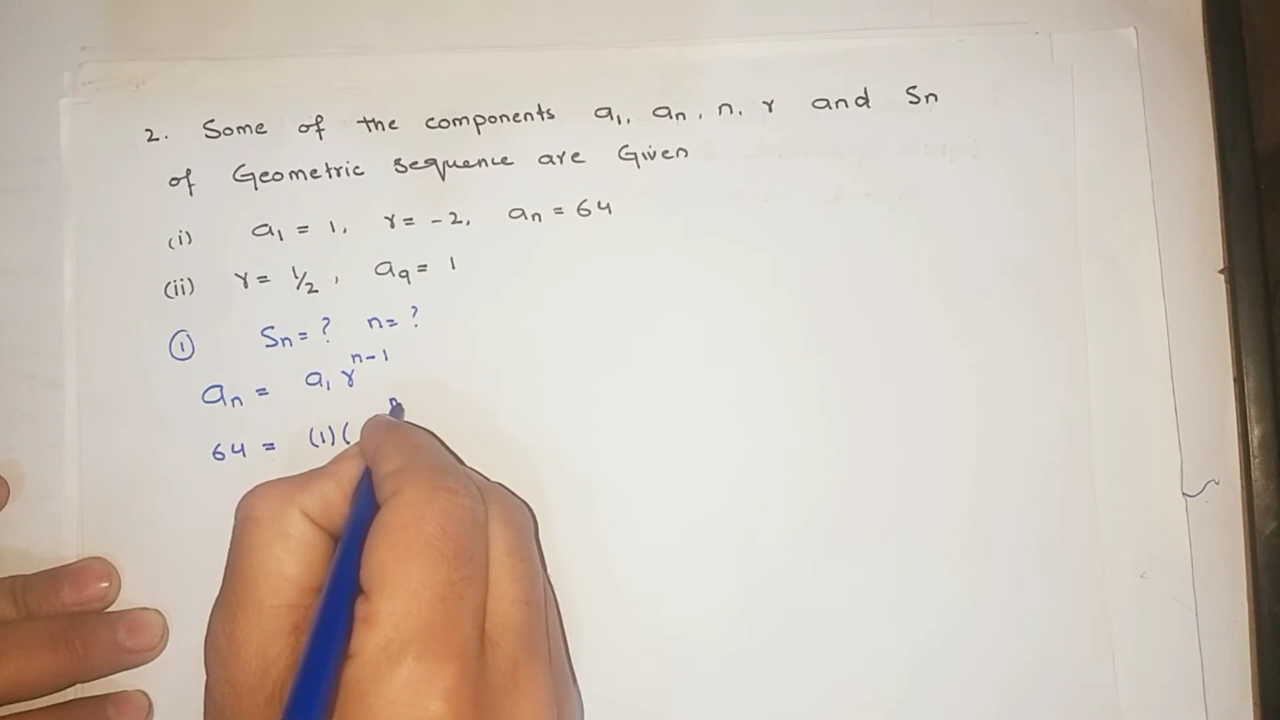 2. Some of the components a₁, aₙ, n, r and Sn
of Geometric sequence are Given
(i) a₁ = 1, r = -2, aₙ = 64
(ii) r = 1/2, a₉ = 1
① Sn = ? n = ?
aₙ = a₁ rⁿ⁻¹
64 = (1)(